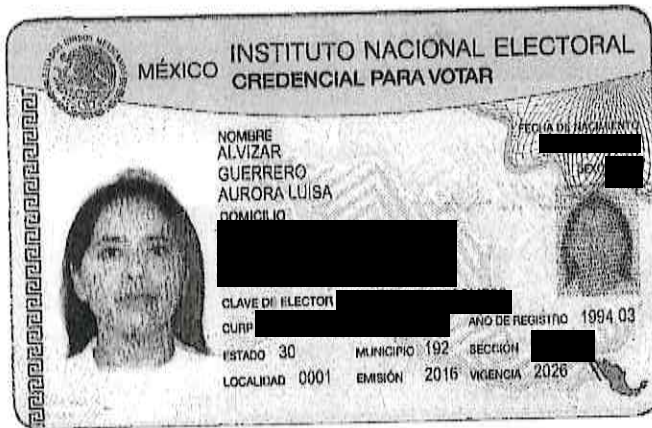 MÉXICO
INSTITUTO NACIONAL ELECTORAL
CREDENCIAL PARA VOTAR
NOMBRE
ALVIZAR
GUERRERO
AURORA LUISA
FECHA DE NACIMIENTO
SEXO
DOMICILIO
CLAVE DE ELECTOR
CURP
AÑO DE REGISTRO 1994 03
ESTADO 30 MUNICIPIO 192 SECCIÓN
LOCALIDAD 0001 EMISIÓN 2016 VIGENCIA 2026